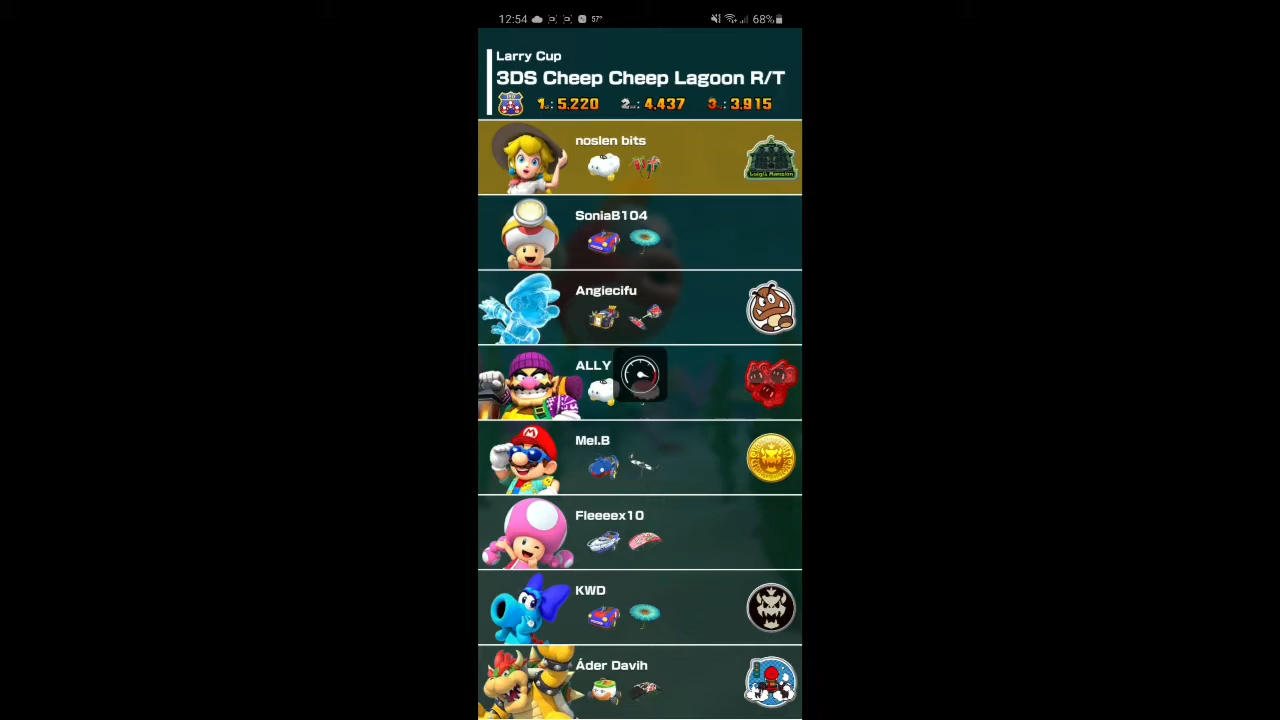 12:54 57° 68%
Larry Cup
3DS Cheep Cheep Lagoon R/T
1st: 5,220 2nd: 4,437 3rd: 3,915
noslen bits
Luigi's Mansion
SoniaB104
Angiecifu
ALLY
Mel.B
Fleeeex10
KWD
Áder Davih